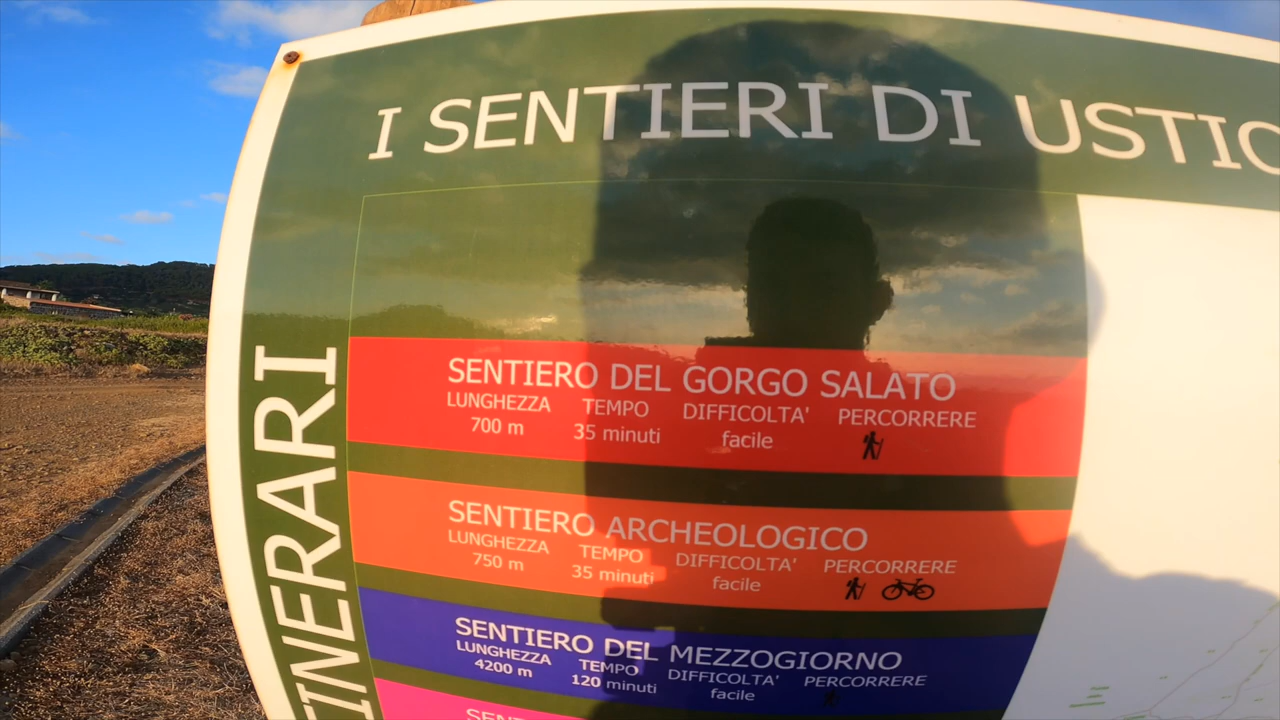 I SENTIERI DI USTIC
ITINERARI
SENTIERO DEL GORGO SALATO
LUNGHEZZA TEMPO DIFFICOLTA' PERCORRERE
700 m 35 minuti facile
SENTIERO ARCHEOLOGICO
LUNGHEZZA TEMPO DIFFICOLTA' PERCORRERE
750 m 35 minuti facile
SENTIERO DEL MEZZOGIORNO
LUNGHEZZA TEMPO DIFFICOLTA' PERCORRERE
4200 m 120 minuti facile
SENT